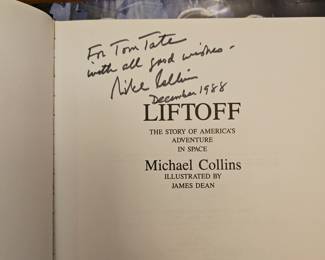 For Tom Tate
with all good wishes -
Mike Collins
December 1988
LIFTOFF
THE STORY OF AMERICA'S
ADVENTURE
IN SPACE
Michael Collins
ILLUSTRATED BY
JAMES DEAN